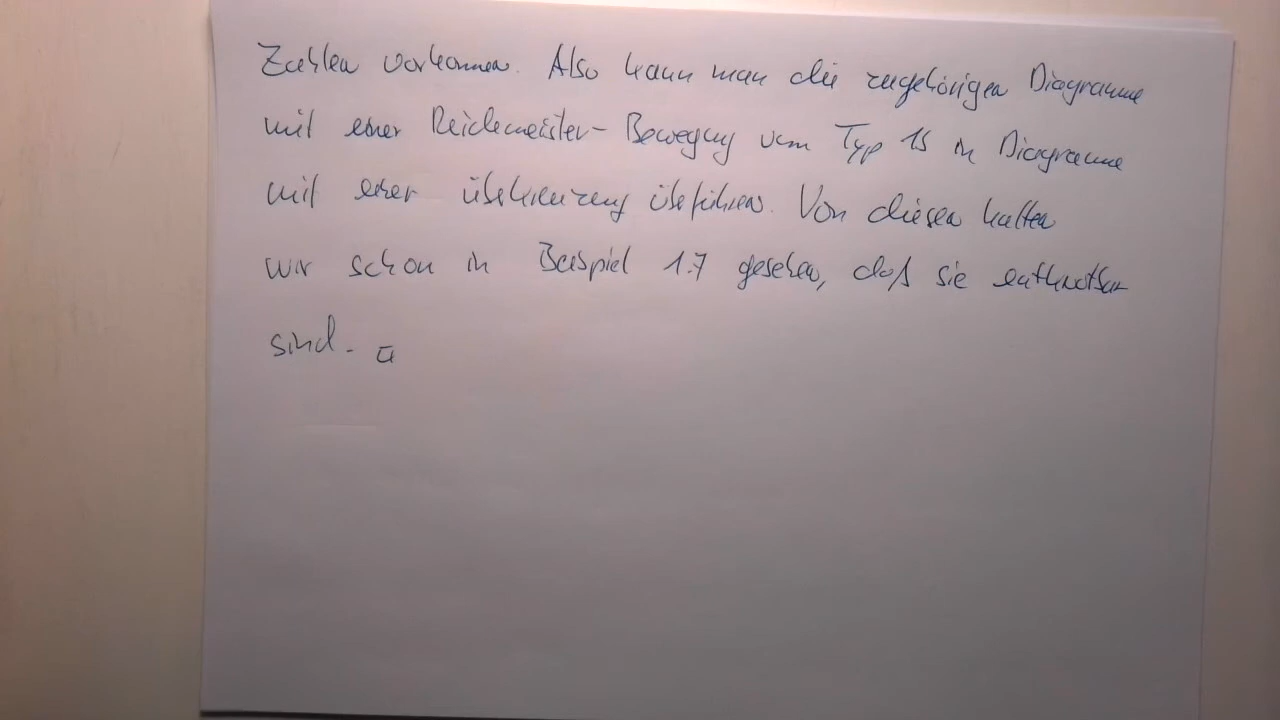 Zahlen vorkommen. Also kann man die zugehörigen Diagramme
mit einer Reidemeister-Bewegung vom Typ 1S in Diagramme
mit einer Überkreuzung überführen. Von diesen hatten
wir schon in Beispiel 1.7 gesehen, daß sie entknotbar
sind. □